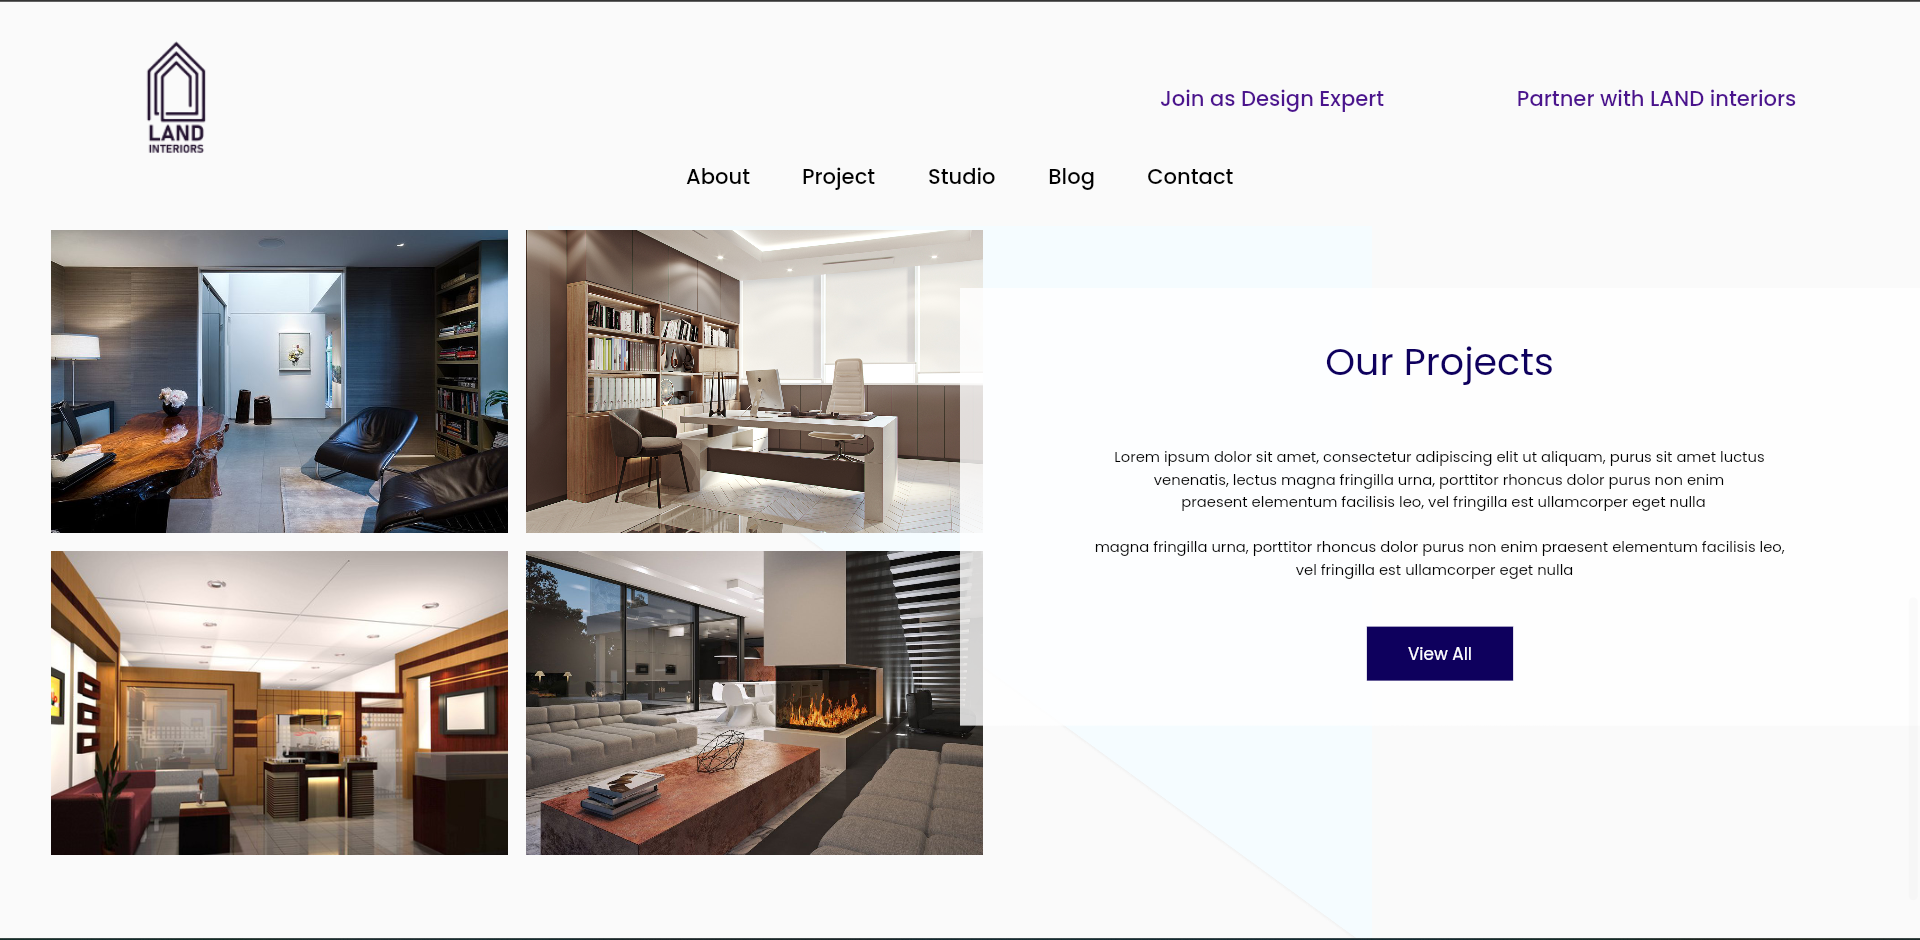 LAND
INTERIORS
Join as Design Expert
Partner with LAND interiors
About
Project
Studio
Blog
Contact
Our Projects
Lorem ipsum dolor sit amet, consectetur adipiscing elit ut aliquam, purus sit amet luctus
venenatis, lectus magna fringilla urna, porttitor rhoncus dolor purus non enim
praesent elementum facilisis leo, vel fringilla est ullamcorper eget nulla
magna fringilla urna, porttitor rhoncus dolor purus non enim praesent elementum facilisis leo,
vel fringilla est ullamcorper eget nulla
View All